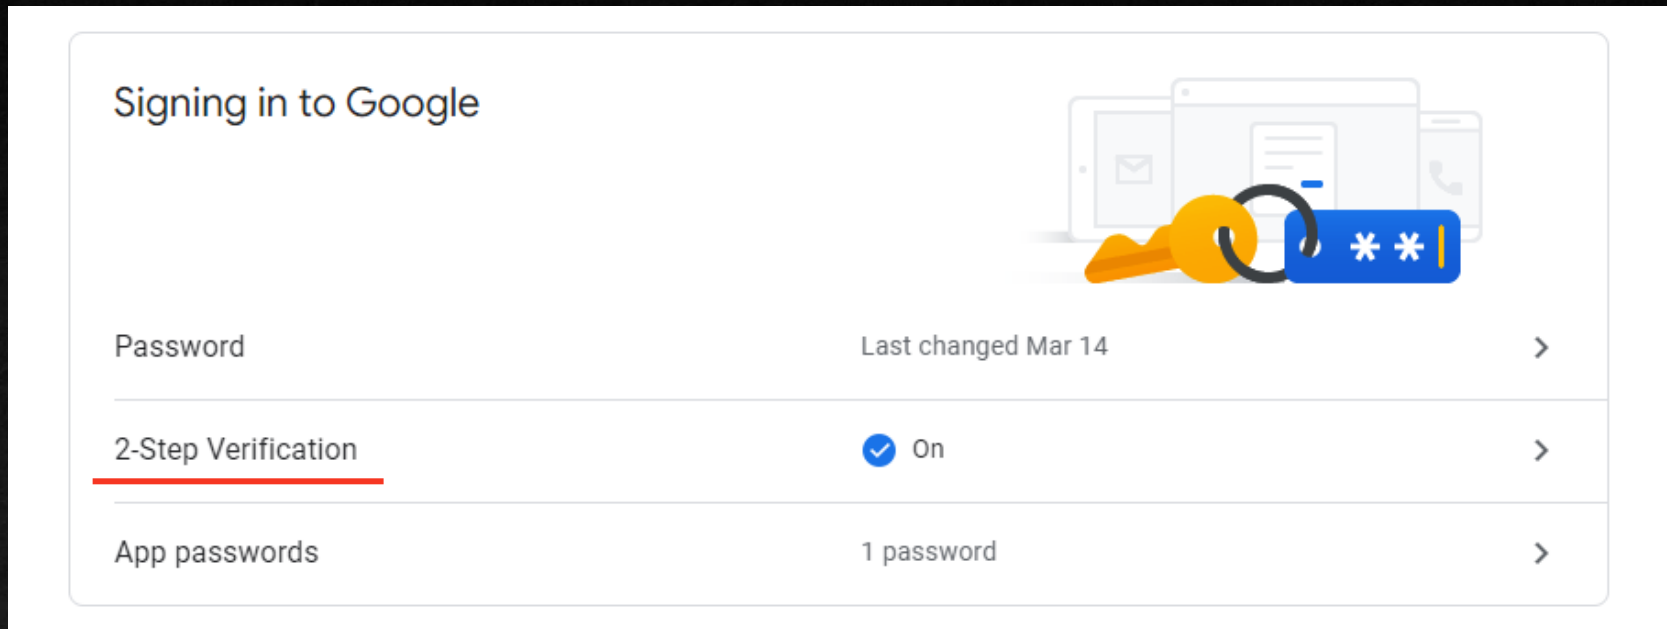 Signing in to Google
* *
Password Last changed Mar 14
2-Step Verification On
App passwords 1 password